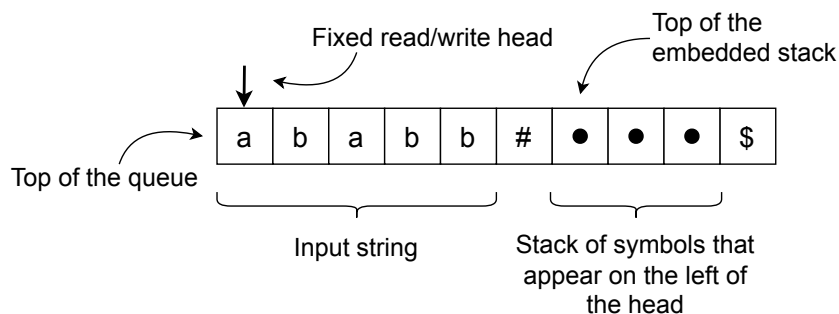 Fixed read/write head
Top of the
embedded stack
a b a b b # ● ● ● $
Top of the queue
Input string
Stack of symbols that
appear on the left of
the head